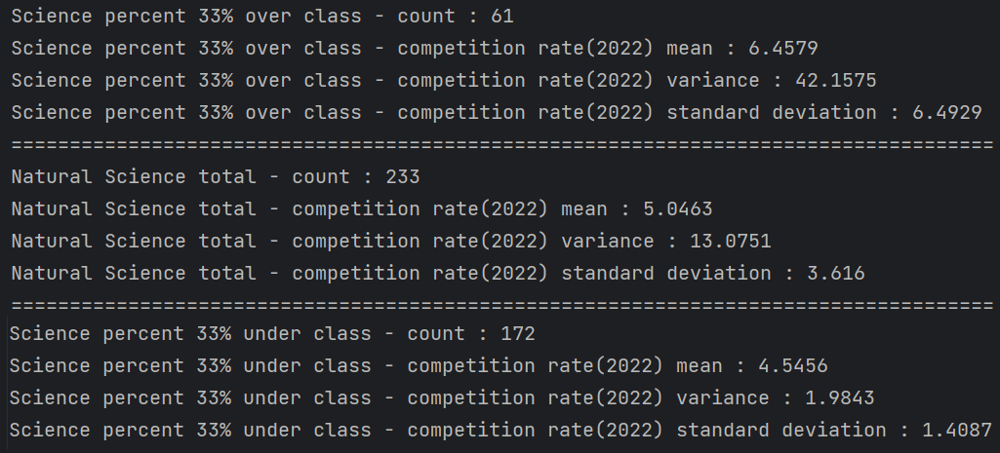 Science percent 33% over class - count : 61
Science percent 33% over class - competition rate(2022) mean : 6.4579
Science percent 33% over class - competition rate(2022) variance : 42.1575
Science percent 33% over class - competition rate(2022) standard deviation : 6.4929
====================================================================================
Natural Science total - count : 233
Natural Science total - competition rate(2022) mean : 5.0463
Natural Science total - competition rate(2022) variance : 13.0751
Natural Science total - competition rate(2022) standard deviation : 3.616
====================================================================================
Science percent 33% under class - count : 172
Science percent 33% under class - competition rate(2022) mean : 4.5456
Science percent 33% under class - competition rate(2022) variance : 1.9843
Science percent 33% under class - competition rate(2022) standard deviation : 1.4087